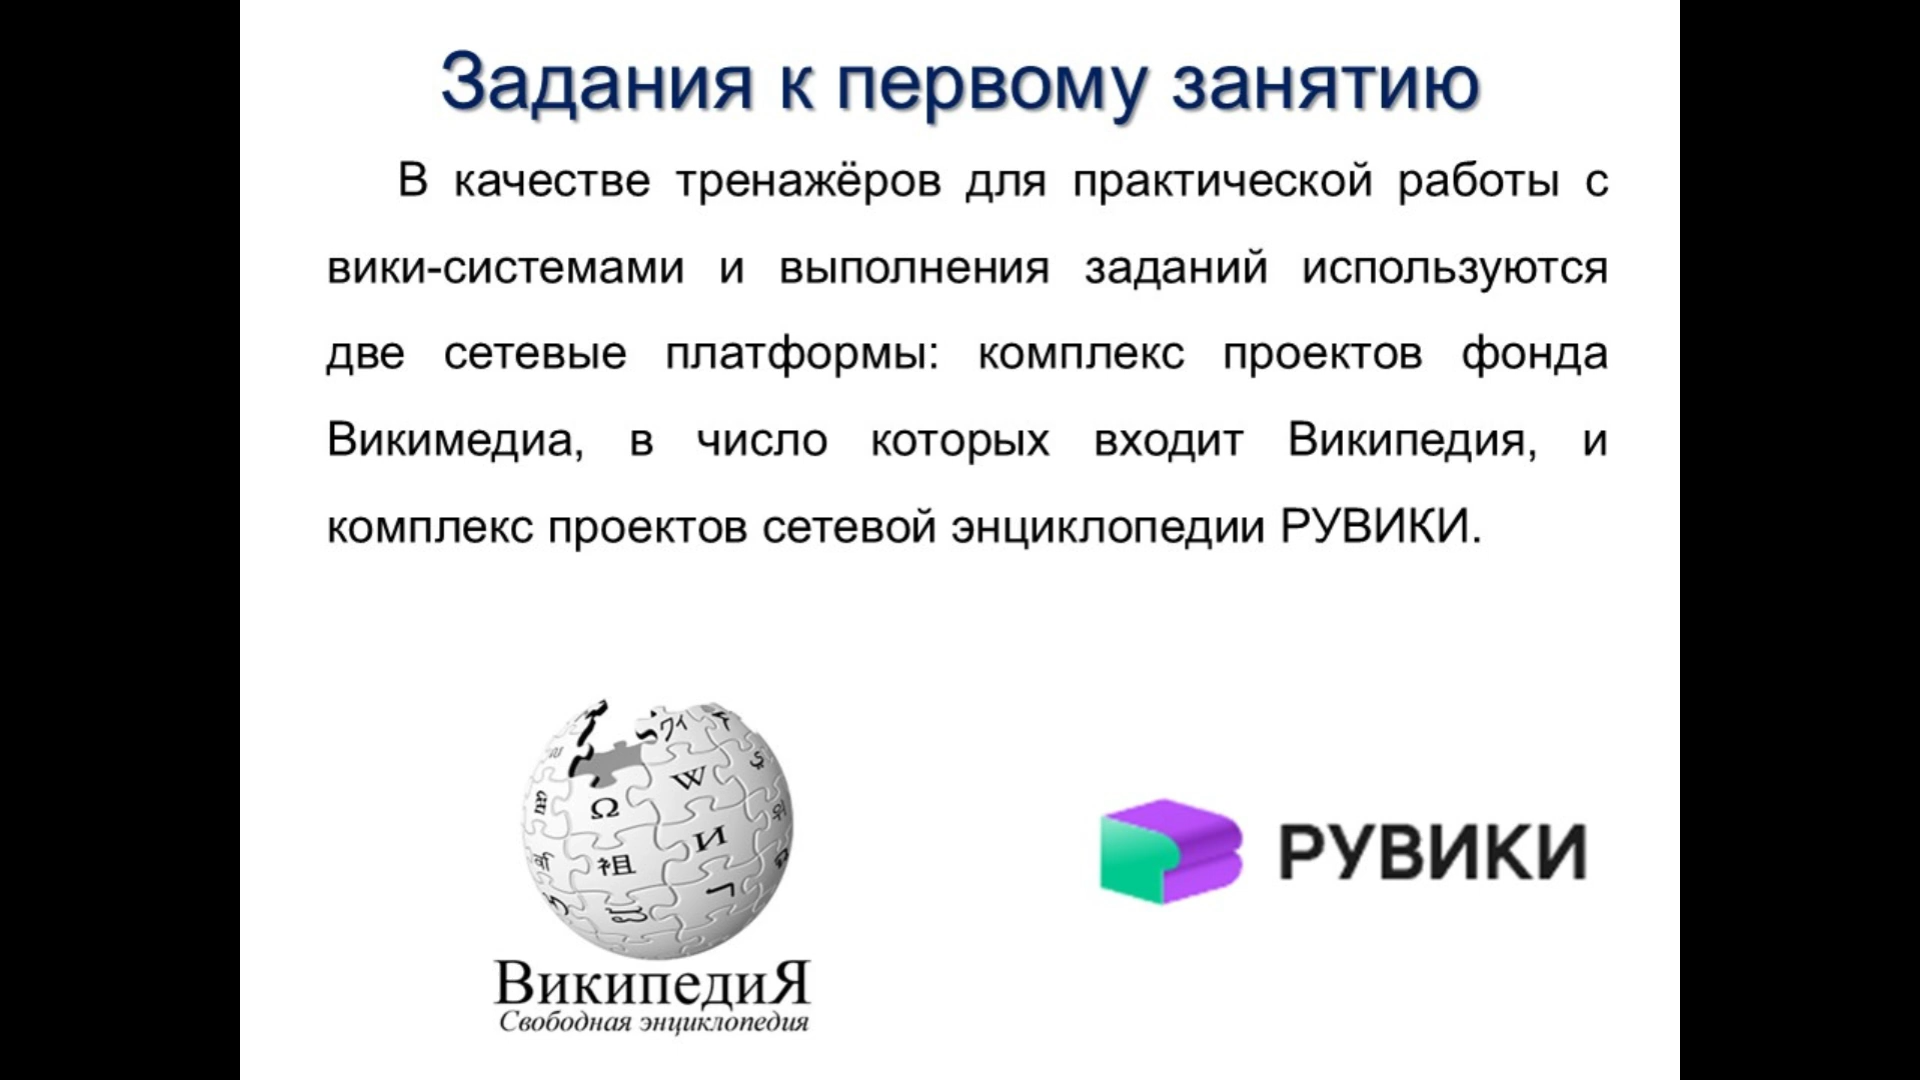 Задания к первому занятию
В качестве тренажёров для практической работы с
вики-системами и выполнения заданий используются
две сетевые платформы: комплекс проектов фонда
Викимедиа, в число которых входит Википедия, и
комплекс проектов сетевой энциклопедии РУВИКИ.
W
Ω
И
祖
ВикипедиЯ
Свободная энциклопедия
РУВИКИ